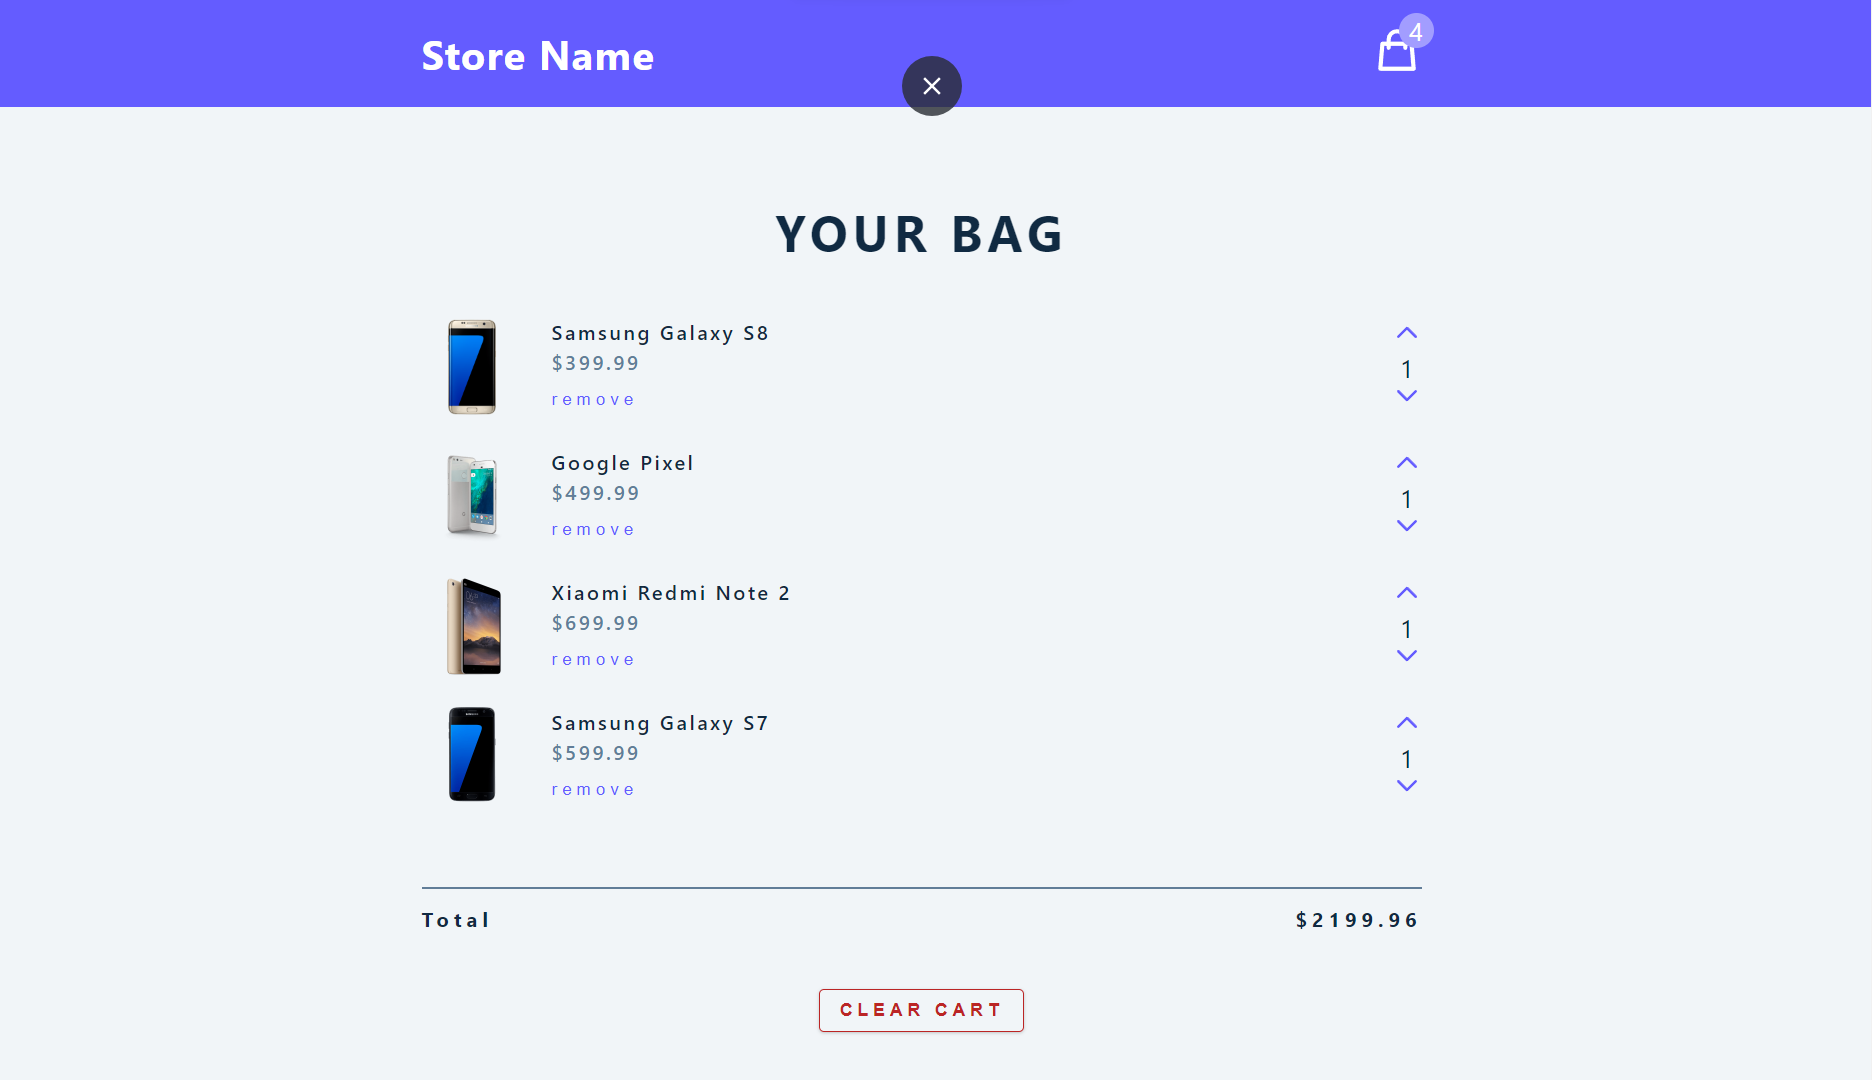 Store Name
4
YOUR BAG
Samsung Galaxy S8
$399.99
remove
1
Google Pixel
$499.99
remove
1
Xiaomi Redmi Note 2
$699.99
remove
1
Samsung Galaxy S7
$599.99
remove
1
Total $2199.96
CLEAR CART